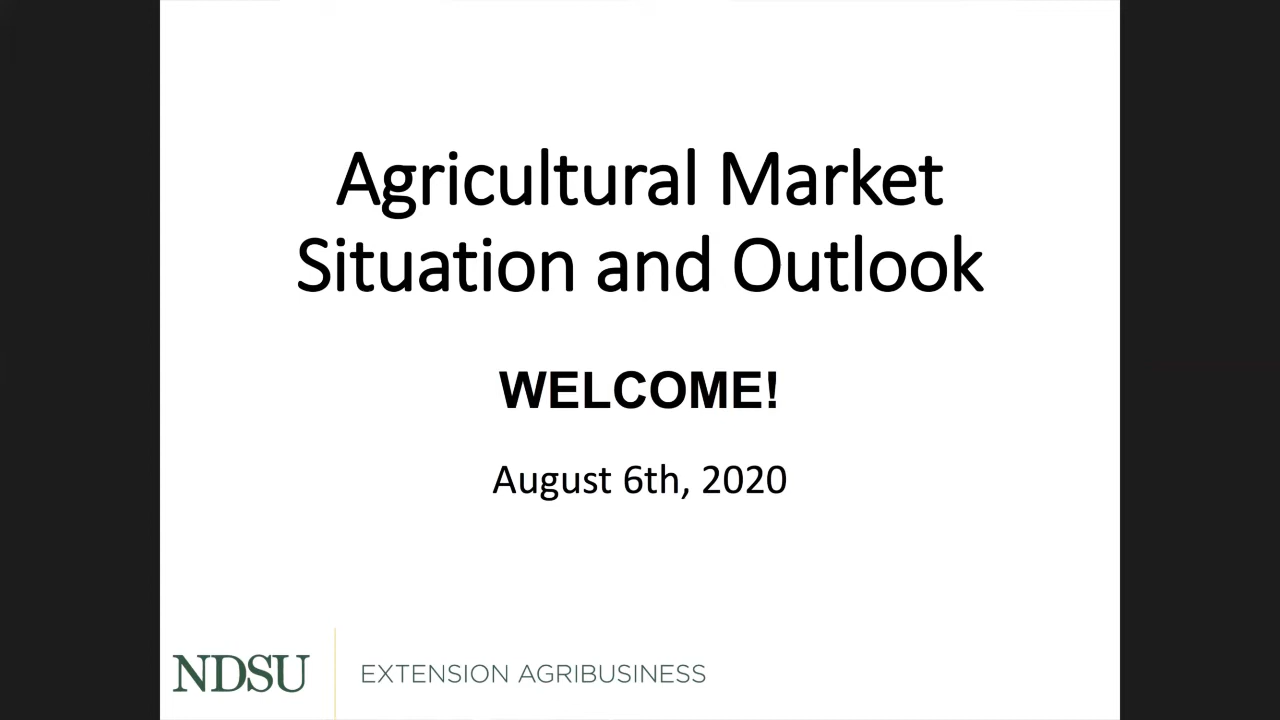 Agricultural Market
Situation and Outlook
WELCOME!
August 6th, 2020
NDSU
EXTENSION AGRIBUSINESS